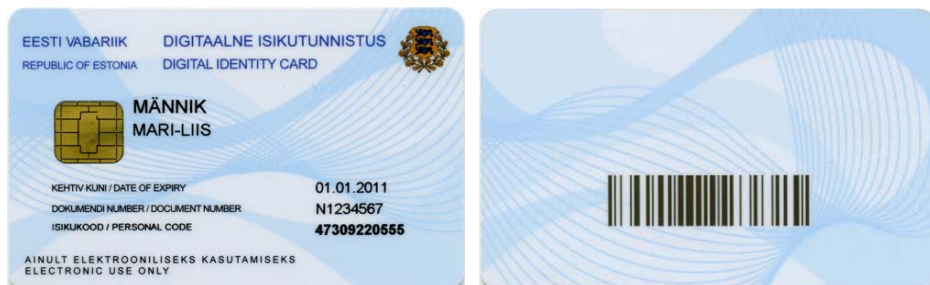 EESTI VABARIIK DIGITAALNE ISIKUTUNNISTUS
REPUBLIC OF ESTONIA DIGITAL IDENTITY CARD
MÄNNIK
MARI-LIIS
KEHTIV KUNI / DATE OF EXPIRY 01.01.2011
DOKUMENDI NUMBER / DOCUMENT NUMBER N1234567
ISIKUKOOD / PERSONAL CODE 47309220555
AINULT ELEKTROONILISEKS KASUTAMISEKS
ELECTRONIC USE ONLY